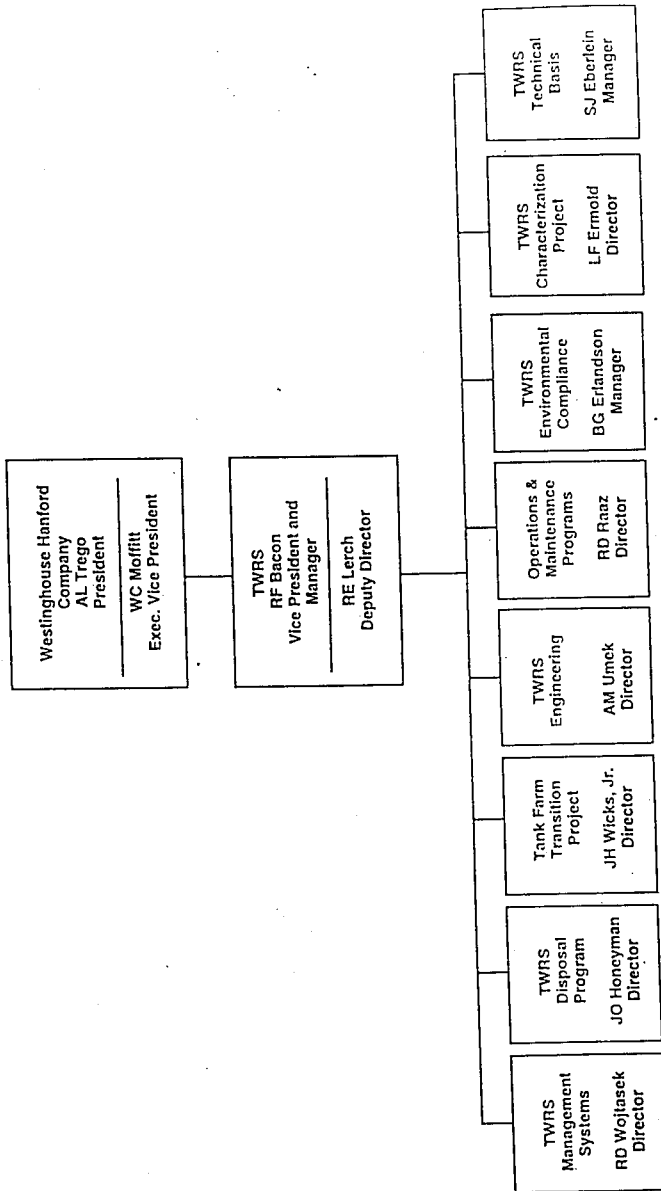 Westinghouse Hanford
Company
AL Trego
President
WC Moffitt
Exec. Vice President
TWRS
RF Bacon
Vice President and
Manager
RE Lerch
Deputy Director
TWRS
Management
Systems
RD Wojtasek
Director
TWRS
Disposal
Program
JO Honeyman
Director
Tank Farm
Transition
Project
JH Wicks, Jr.
Director
TWRS
Engineering
AM Umek
Director
Operations &
Maintenance
Programs
RD Raaz
Director
TWRS
Environmental
Compliance
BG Erlandson
Manager
TWRS
Characterization
Project
LF Ermold
Director
TWRS
Technical
Basis
SJ Eberlein
Manager